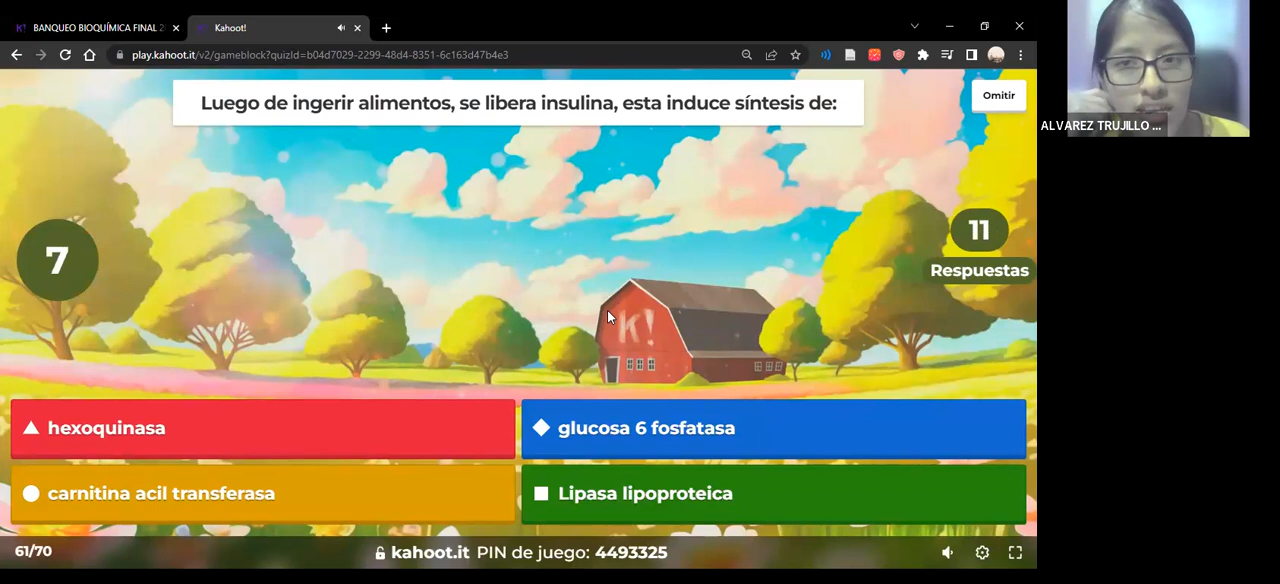 BANQUEO BIOQUÍMICA FINAL 2
Kahoot!
play.kahoot.it/v2/gameblock?quizId=b04d7029-2299-48d4-8351-6c163d47b4e3
Luego de ingerir alimentos, se libera insulina, esta induce síntesis de:
Omitir
ALVAREZ TRUJILLO ...
7
11
Respuestas
K!
hexoquinasa
glucosa 6 fosfatasa
carnitina acil transferasa
Lipasa lipoproteica
61/70
kahoot.it PIN de juego: 4493325